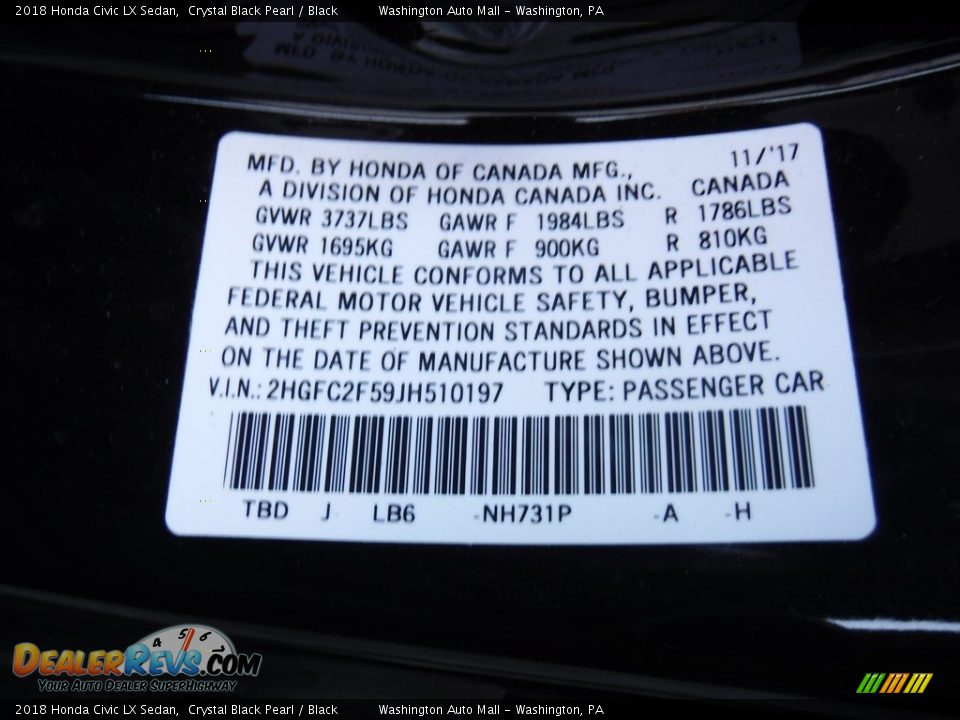 2018 Honda Civic LX Sedan, Crystal Black Pearl / Black Washington Auto Mall - Washington, PA
MFD. BY HONDA OF CANADA MFG., 11/'17
A DIVISION OF HONDA CANADA INC. CANADA
GVWR 3737LBS GAWR F 1984LBS R 1786LBS
GVWR 1695KG GAWR F 900KG R 810KG
THIS VEHICLE CONFORMS TO ALL APPLICABLE
FEDERAL MOTOR VEHICLE SAFETY, BUMPER,
AND THEFT PREVENTION STANDARDS IN EFFECT
ON THE DATE OF MANUFACTURE SHOWN ABOVE.
V.I.N.: 2HGFC2F59JH510197 TYPE: PASSENGER CAR
TBD J LB6 -NH731P -A -H
4 5 6
DEALERREVS.COM
YOUR AUTO DEALER SUPERHIGHWAY
2018 Honda Civic LX Sedan, Crystal Black Pearl / Black Washington Auto Mall - Washington, PA